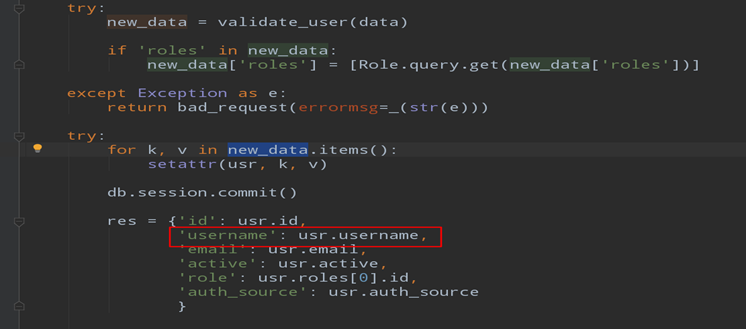 try:
new_data = validate_user(data)
if 'roles' in new_data:
new_data['roles'] = [Role.query.get(new_data['roles'])]
except Exception as e:
return bad_request(errormsg=_(str(e)))
try:
for k, v in new_data.items():
setattr(usr, k, v)
db.session.commit()
res = {'id': usr.id,
'username': usr.username,
'email': usr.email,
'active': usr.active,
'role': usr.roles[0].id,
'auth_source': usr.auth_source
}